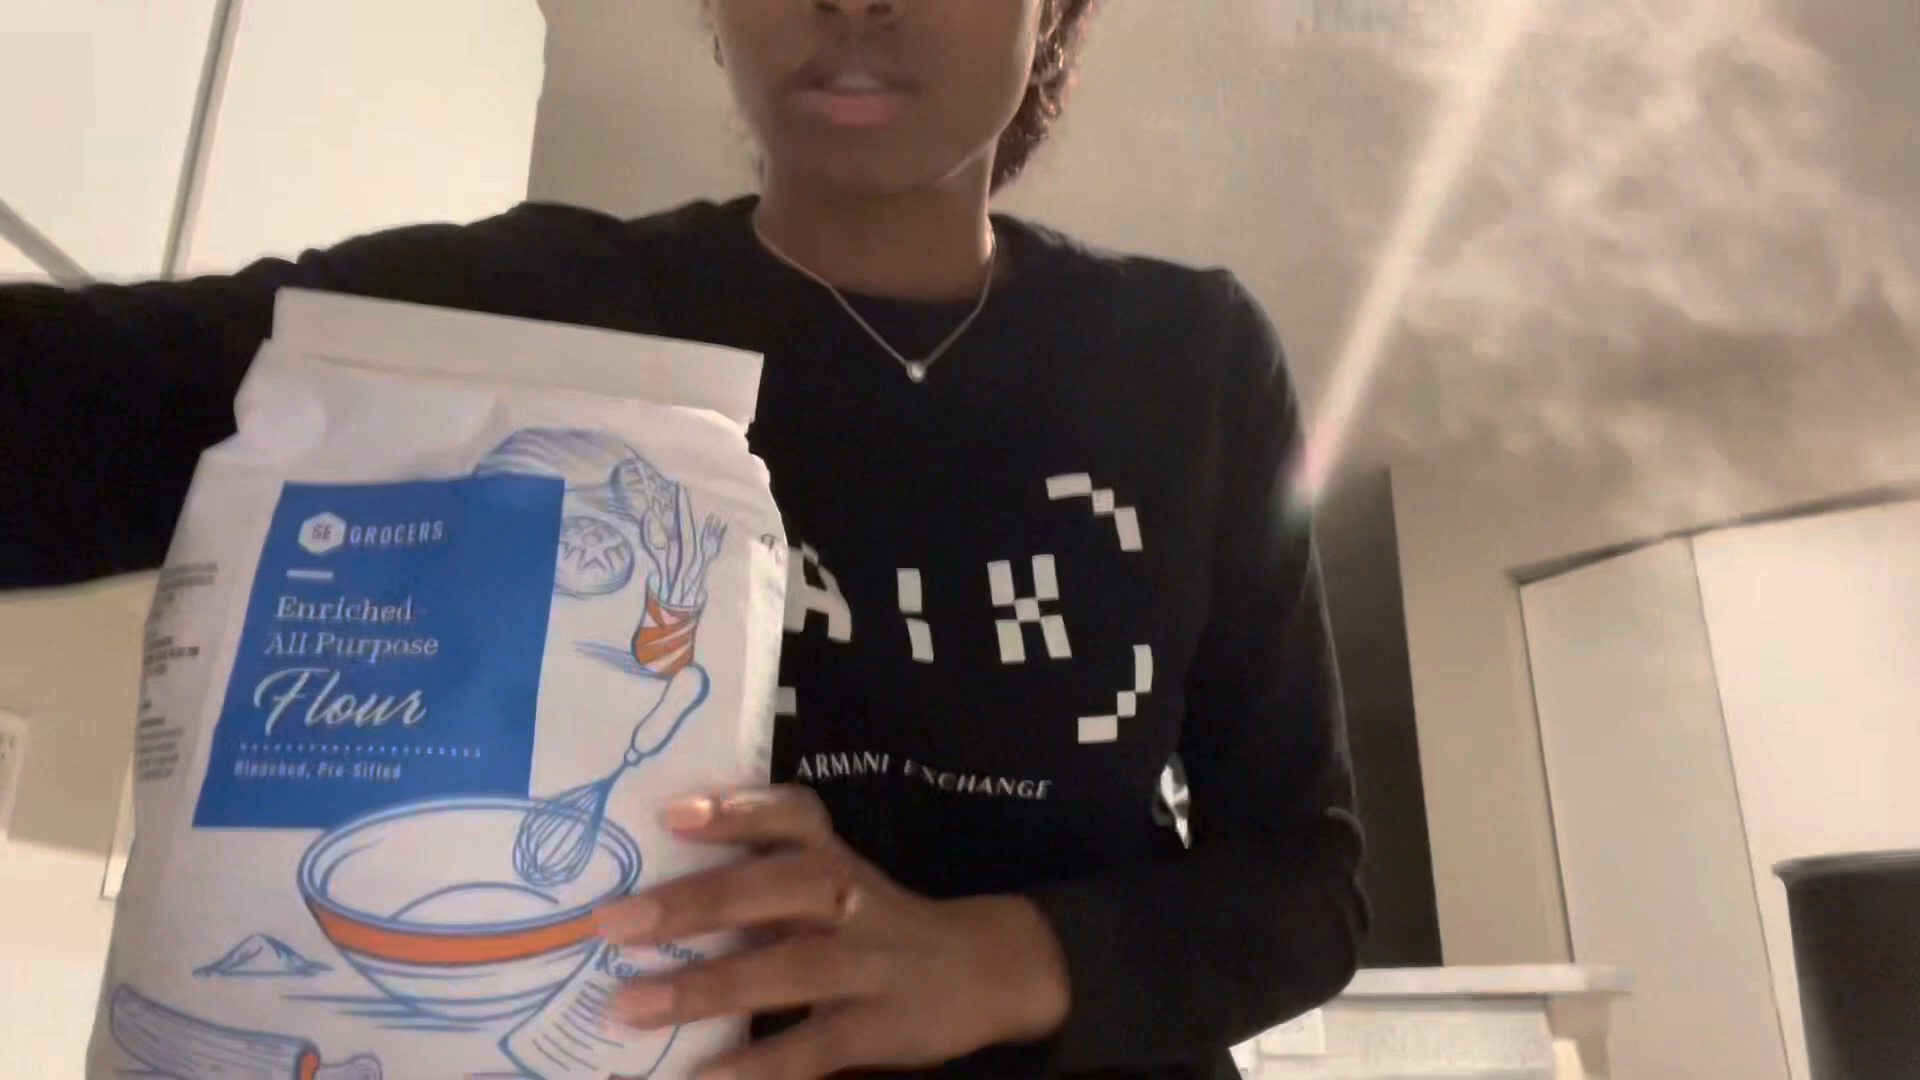 SE GROCERS
Enriched
All Purpose
Flour
Bleached, Pre-Sifted
A|X
ARMANI EXCHANGE